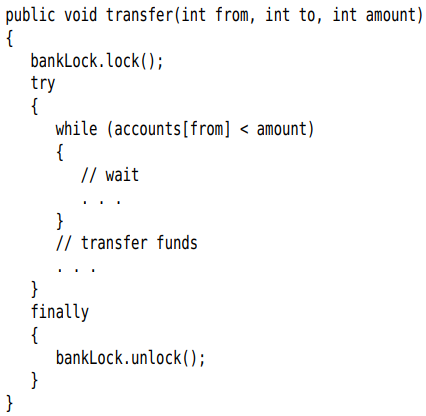 public void transfer(int from, int to, int amount)
{
   bankLock.lock();
   try
   {
      while (accounts[from] < amount)
      {
         // wait
         . . .
      }
      // transfer funds
      . . .
   }
   finally
   {
      bankLock.unlock();
   }
}